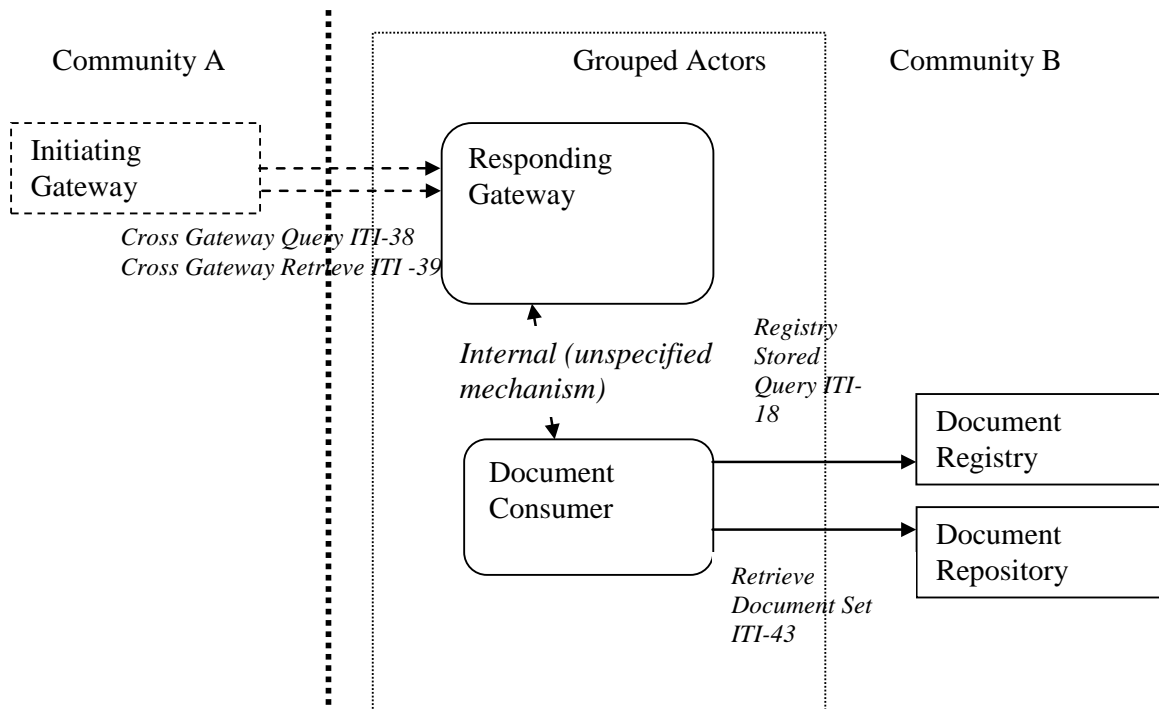 Community A
Grouped Actors
Community B
Initiating
Gateway
Responding
Gateway
Cross Gateway Query ITI-38
Cross Gateway Retrieve ITI -39
Internal (unspecified
mechanism)
Registry
Stored
Query ITI-
18
Document
Registry
Document
Consumer
Document
Repository
Retrieve
Document Set
ITI-43